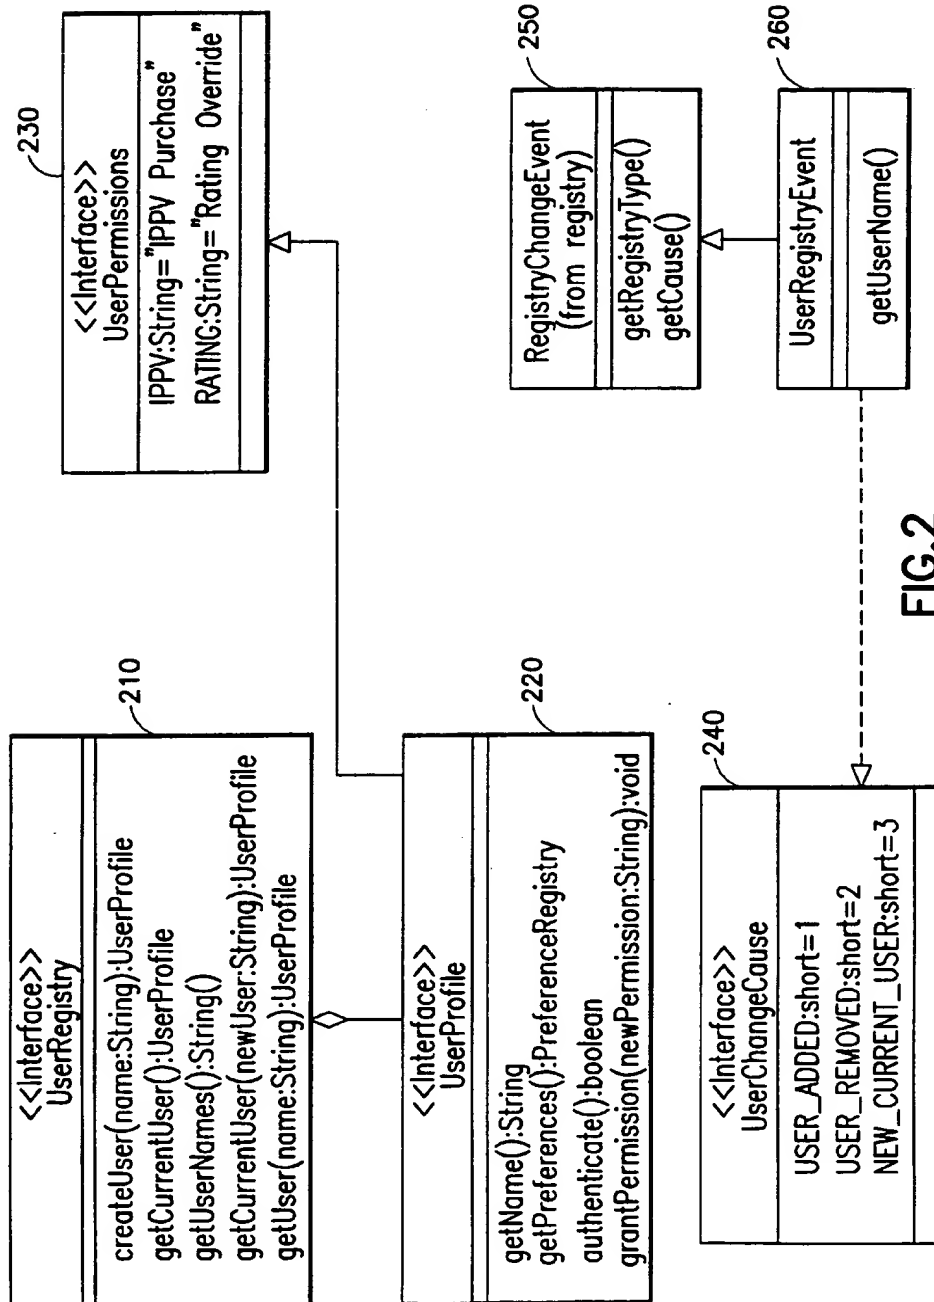 <<Interface>>
UserRegistry
createUser(name:String):UserProfile
getCurrentUser():UserProfile
getUserNames():String()
getCurrentUser(newUser:String):UserProfile
getUser(name:String):UserProfile
210
<<Interface>>
UserPermissions
IPPV:String="IPPV Purchase"
RATING:String="Rating Override"
230
<<Interface>>
UserProfile
getName():String
getPreferences():PreferenceRegistry
authenticate():boolean
grantPermission(newPermission:String):void
220
RegistryChangeEvent
(from registry)
getRegistryType()
getCause()
250
<<Interface>>
UserChangeCause
USER_ADDED:short=1
USER_REMOVED:short=2
NEW_CURRENT_USER:short=3
240
UserRegistryEvent
getUserName()
260
FIG.2